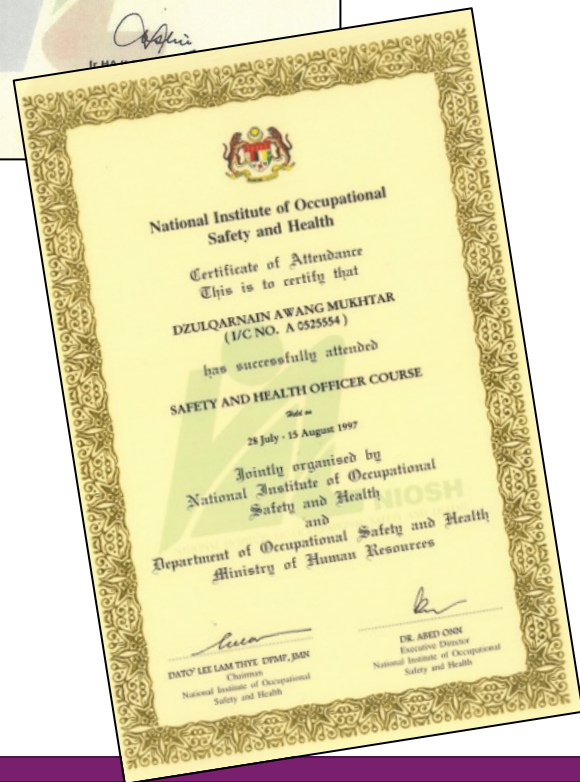 National Institute of Occupational
Safety and Health
Certificate of Attendance
This is to certify that
DZULQARNAIN AWANG MUKHTAR
( I/C NO. A 0525554 )
has successfully attended
SAFETY AND HEALTH OFFICER COURSE
Held on
28 July - 15 August 1997
Jointly organised by
National Institute of Occupational
Safety and Health
and
Department of Occupational Safety and Health
Ministry of Human Resources
NIOSH
DATO' LEE LAM THYE DPMP, JMN
Chairman
National Institute of Occupational
Safety and Health
DR. ABED ONN
Executive Director
National Institute of Occupational
Safety and Health